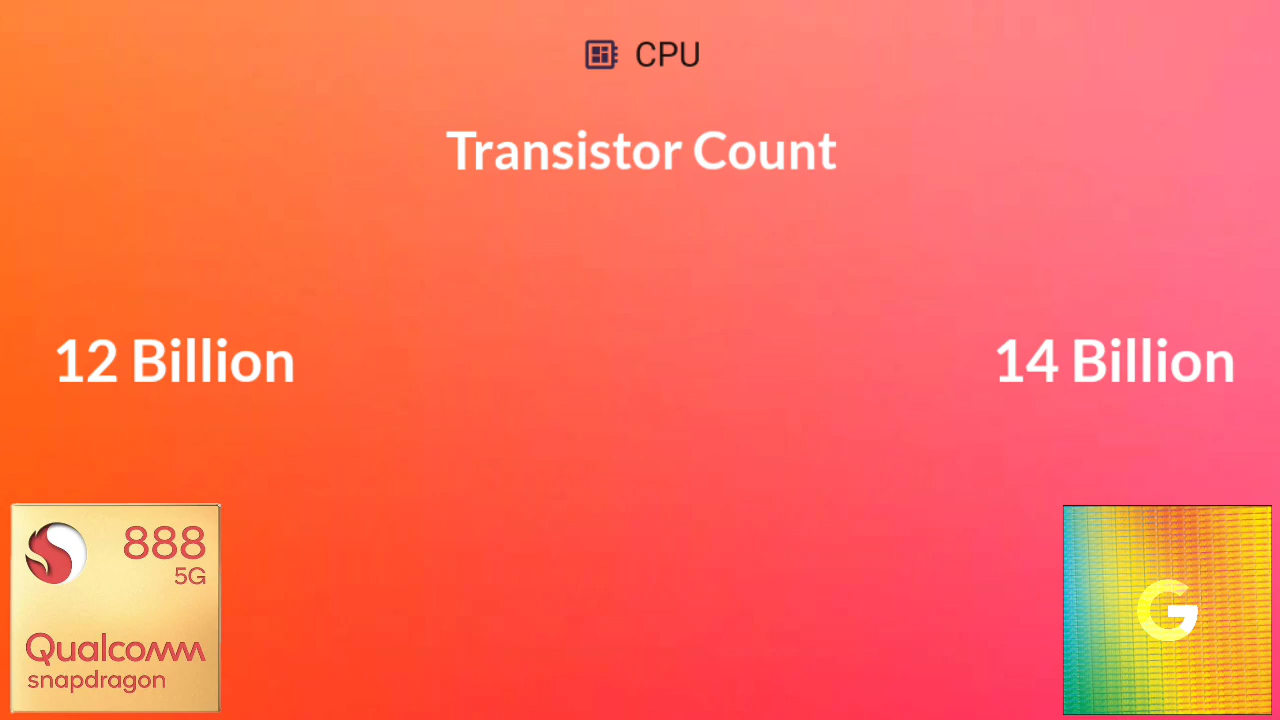 CPU
Transistor Count
12 Billion
14 Billion
888
5G
Qualcomm
snapdragon
G